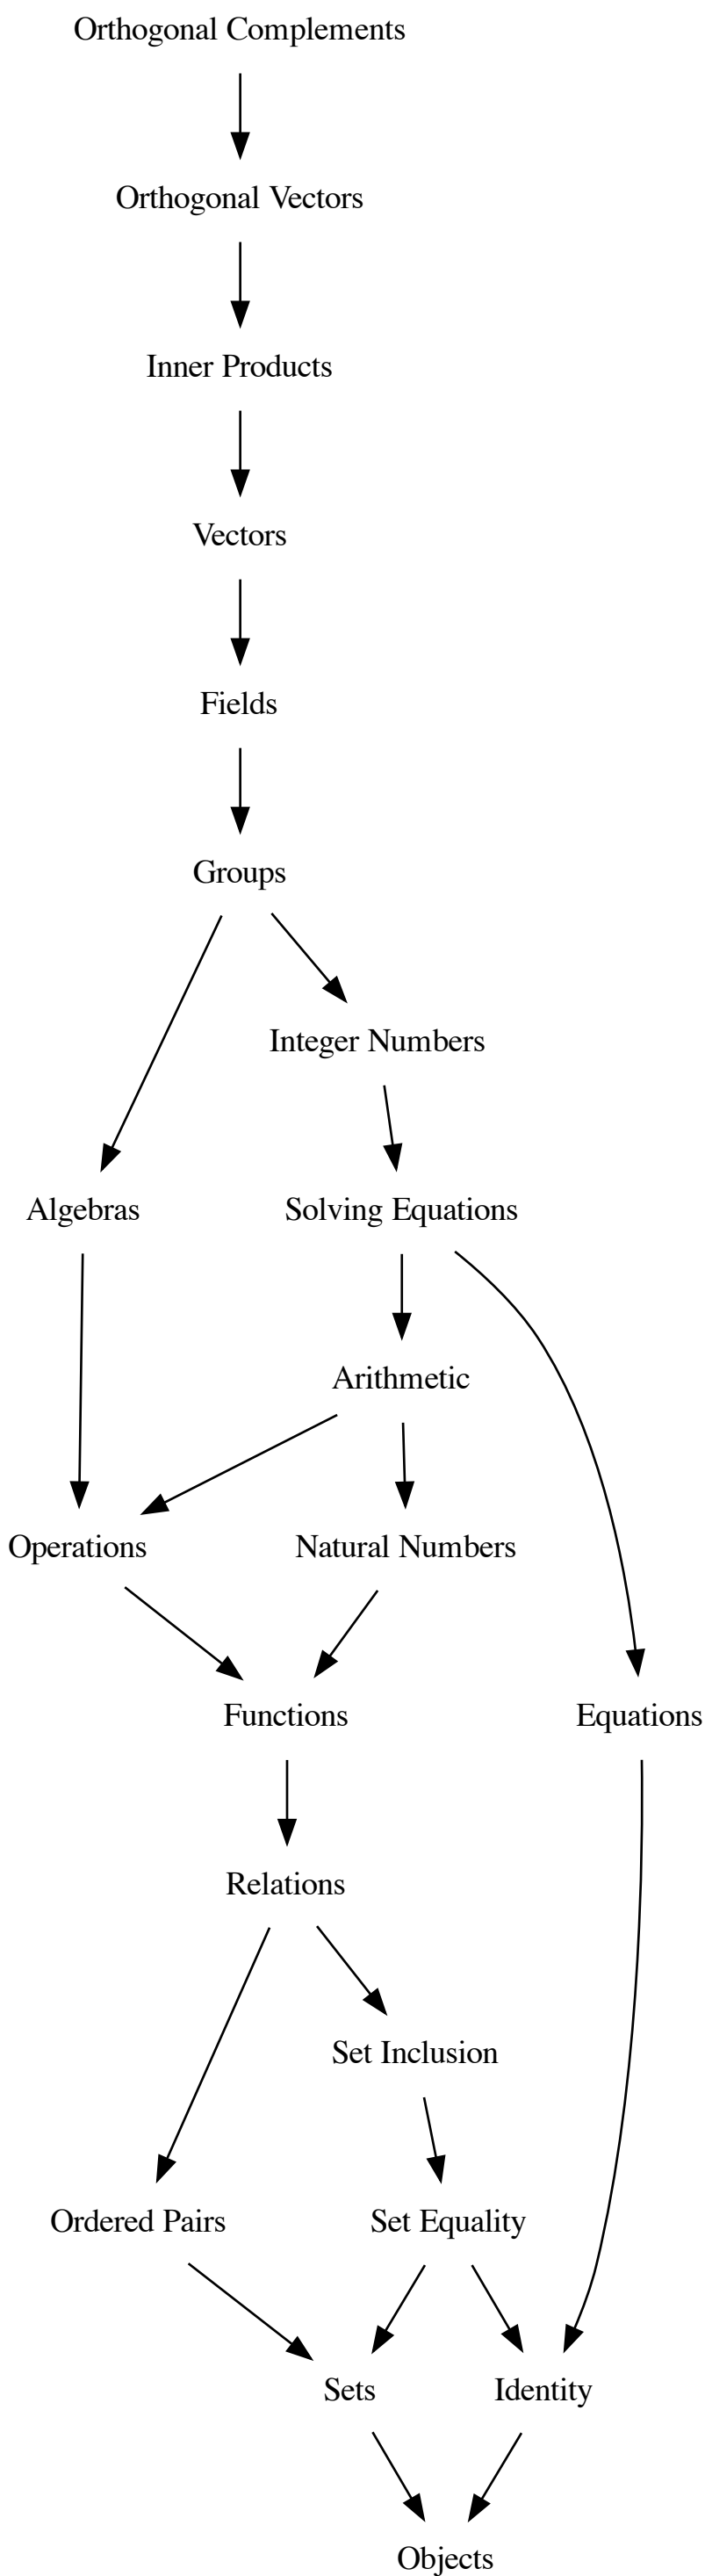 Orthogonal Complements
Orthogonal Vectors
Inner Products
Vectors
Fields
Groups
Integer Numbers
Algebras
Solving Equations
Arithmetic
Operations
Natural Numbers
Functions
Equations
Relations
Set Inclusion
Ordered Pairs
Set Equality
Sets
Identity
Objects